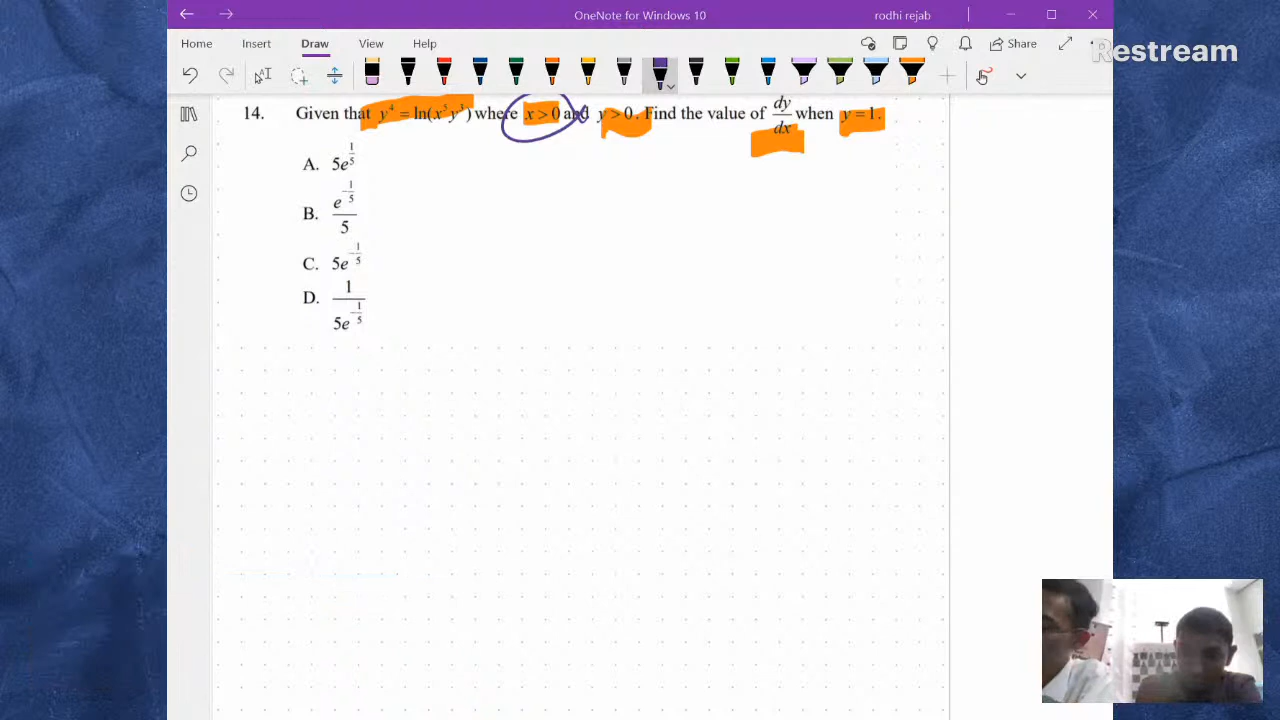 OneNote for Windows 10
rodhi rejab
Home Insert Draw View Help Share
Restream
14. Given that y⁴ = ln(x⁵y³) where x > 0 and y > 0. Find the value of dy/dx when y = 1.
A. 5e^(1/5)
B. e^(-1/5)/5
C. 5e^(-1/5)
D. 1/(5e^(-1/5))